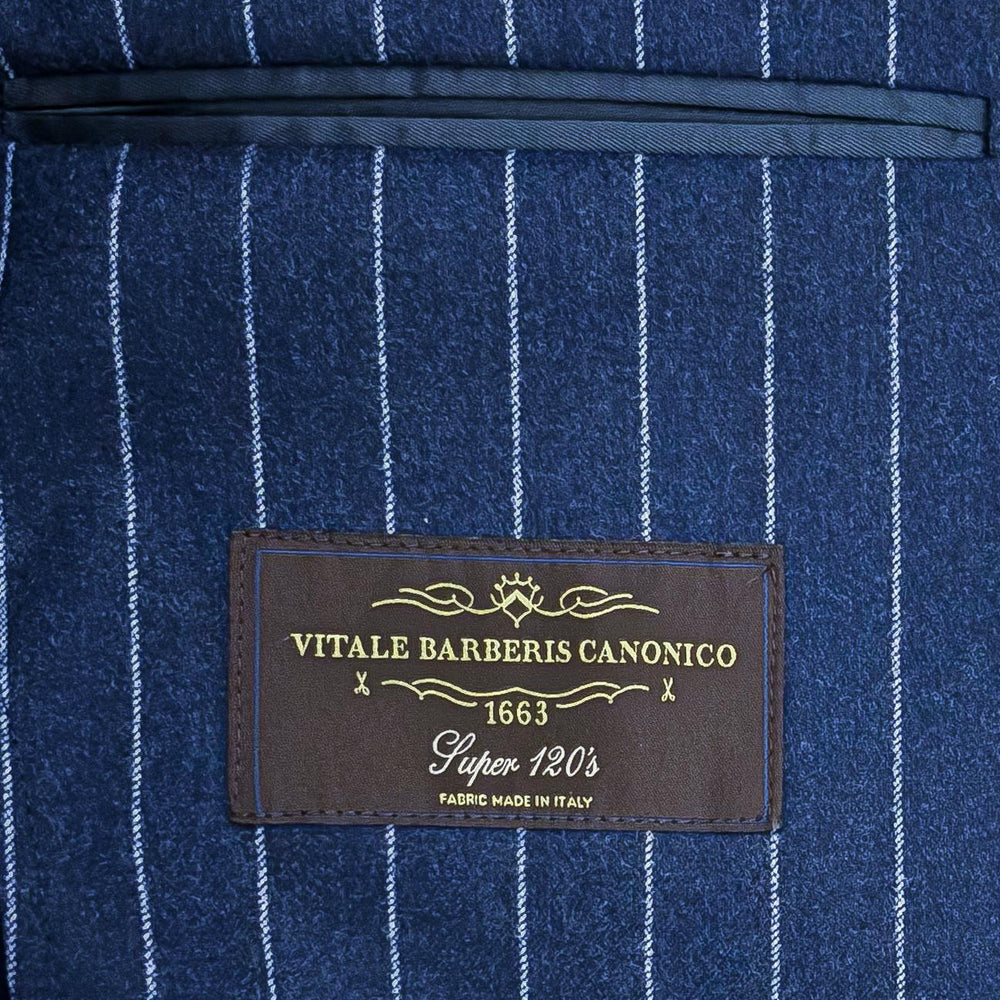 VITALE BARBERIS CANONICO
1663
Super 120's
FABRIC MADE IN ITALY